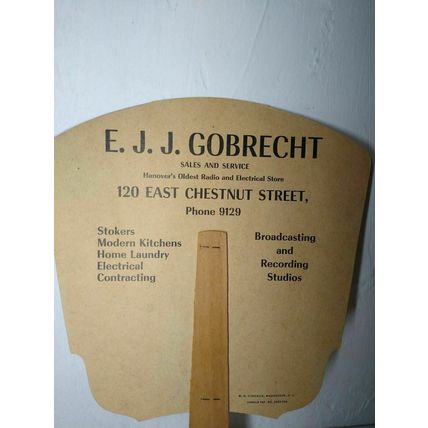 E. J. J. GOBRECHT
SALES AND SERVICE
Hanover's Oldest Radio and Electrical Store
120 EAST CHESTNUT STREET,
Phone 9129
Stokers
Modern Kitchens
Home Laundry
Electrical
Contracting
Broadcasting
and
Recording
Studios